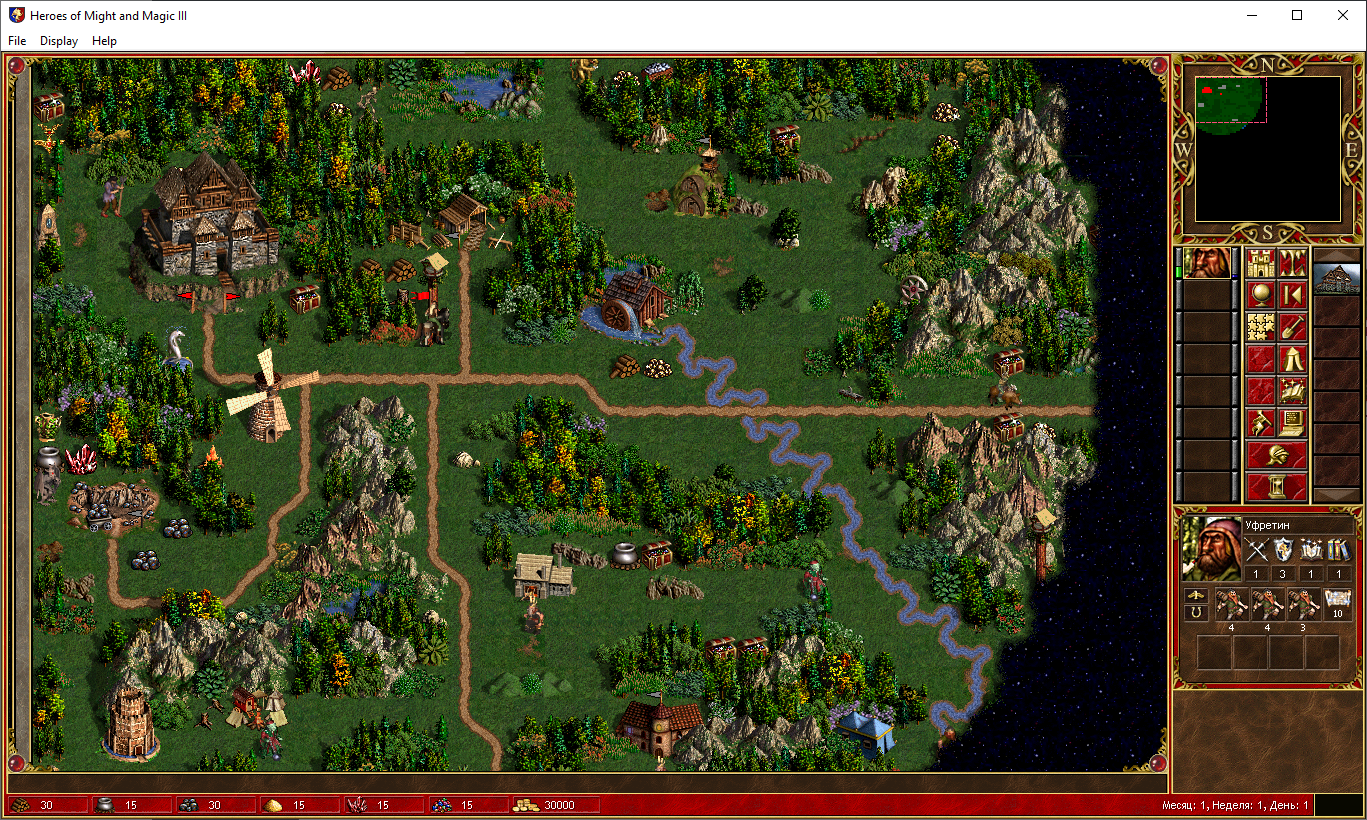 Heroes of Might and Magic III
File Display Help
N
W E
S
Уфретин
1 3 1 1
10
4 4 3
30 15 30 15 15 15 30000
Месяц: 1, Неделя: 1, День: 1